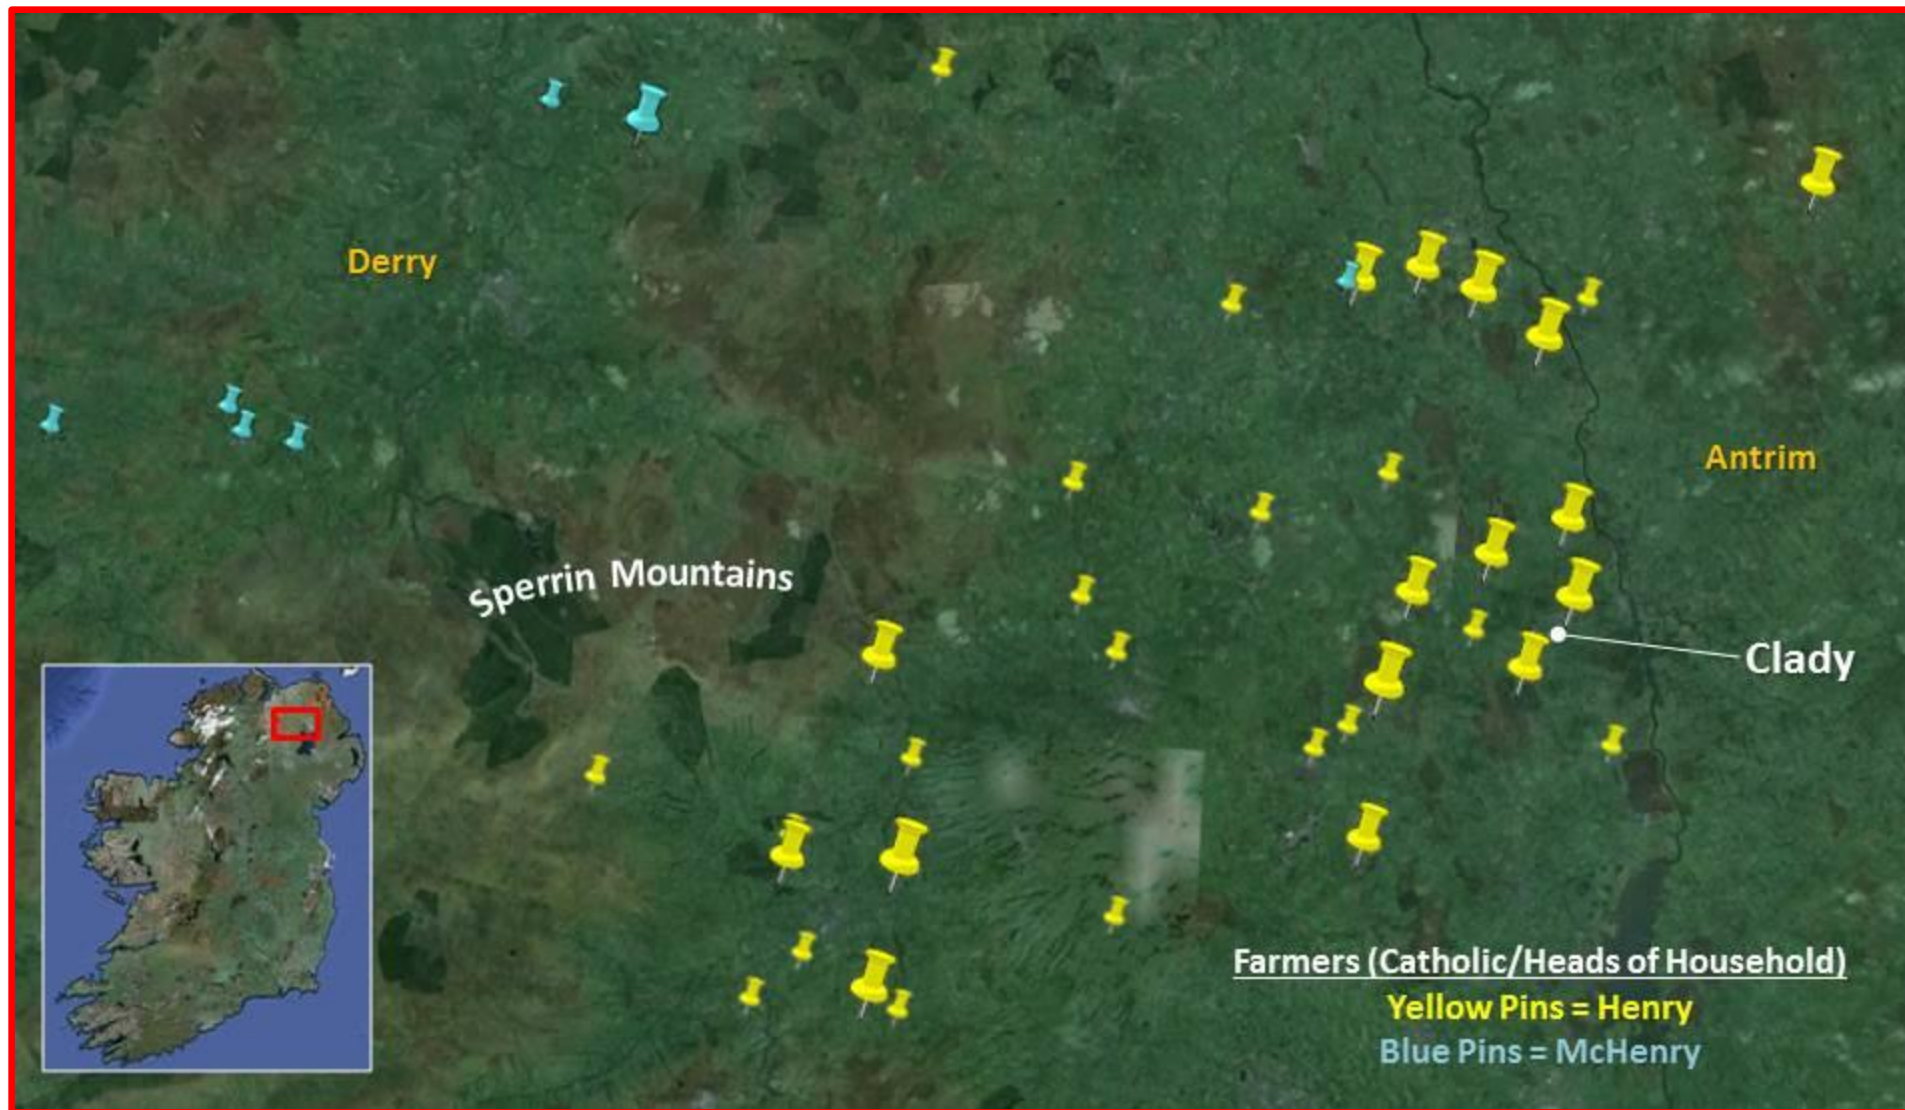 Derry
Antrim
Sperrin Mountains
Clady
Farmers (Catholic/Heads of Household)
Yellow Pins = Henry
Blue Pins = McHenry